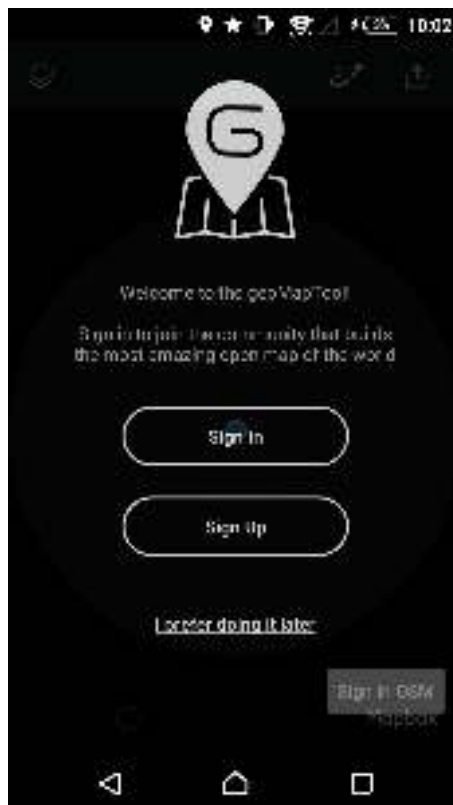 10:02
G
Welcome to the geoMapTool!
Sign in to join the community that builds
the most amazing open map of the world
Sign In
Sign Up
I prefer doing it later
Sign in OSM
Mapbox